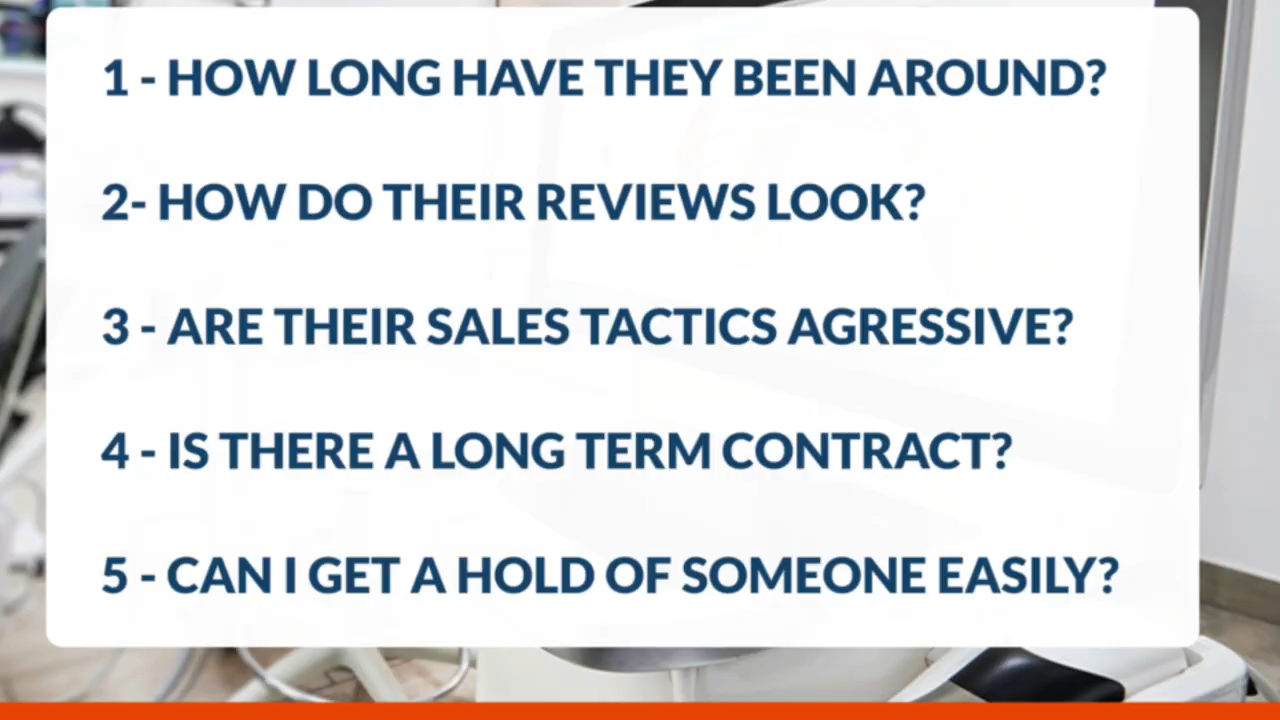 1 - HOW LONG HAVE THEY BEEN AROUND?
2- HOW DO THEIR REVIEWS LOOK?
3 - ARE THEIR SALES TACTICS AGRESSIVE?
4 - IS THERE A LONG TERM CONTRACT?
5 - CAN I GET A HOLD OF SOMEONE EASILY?